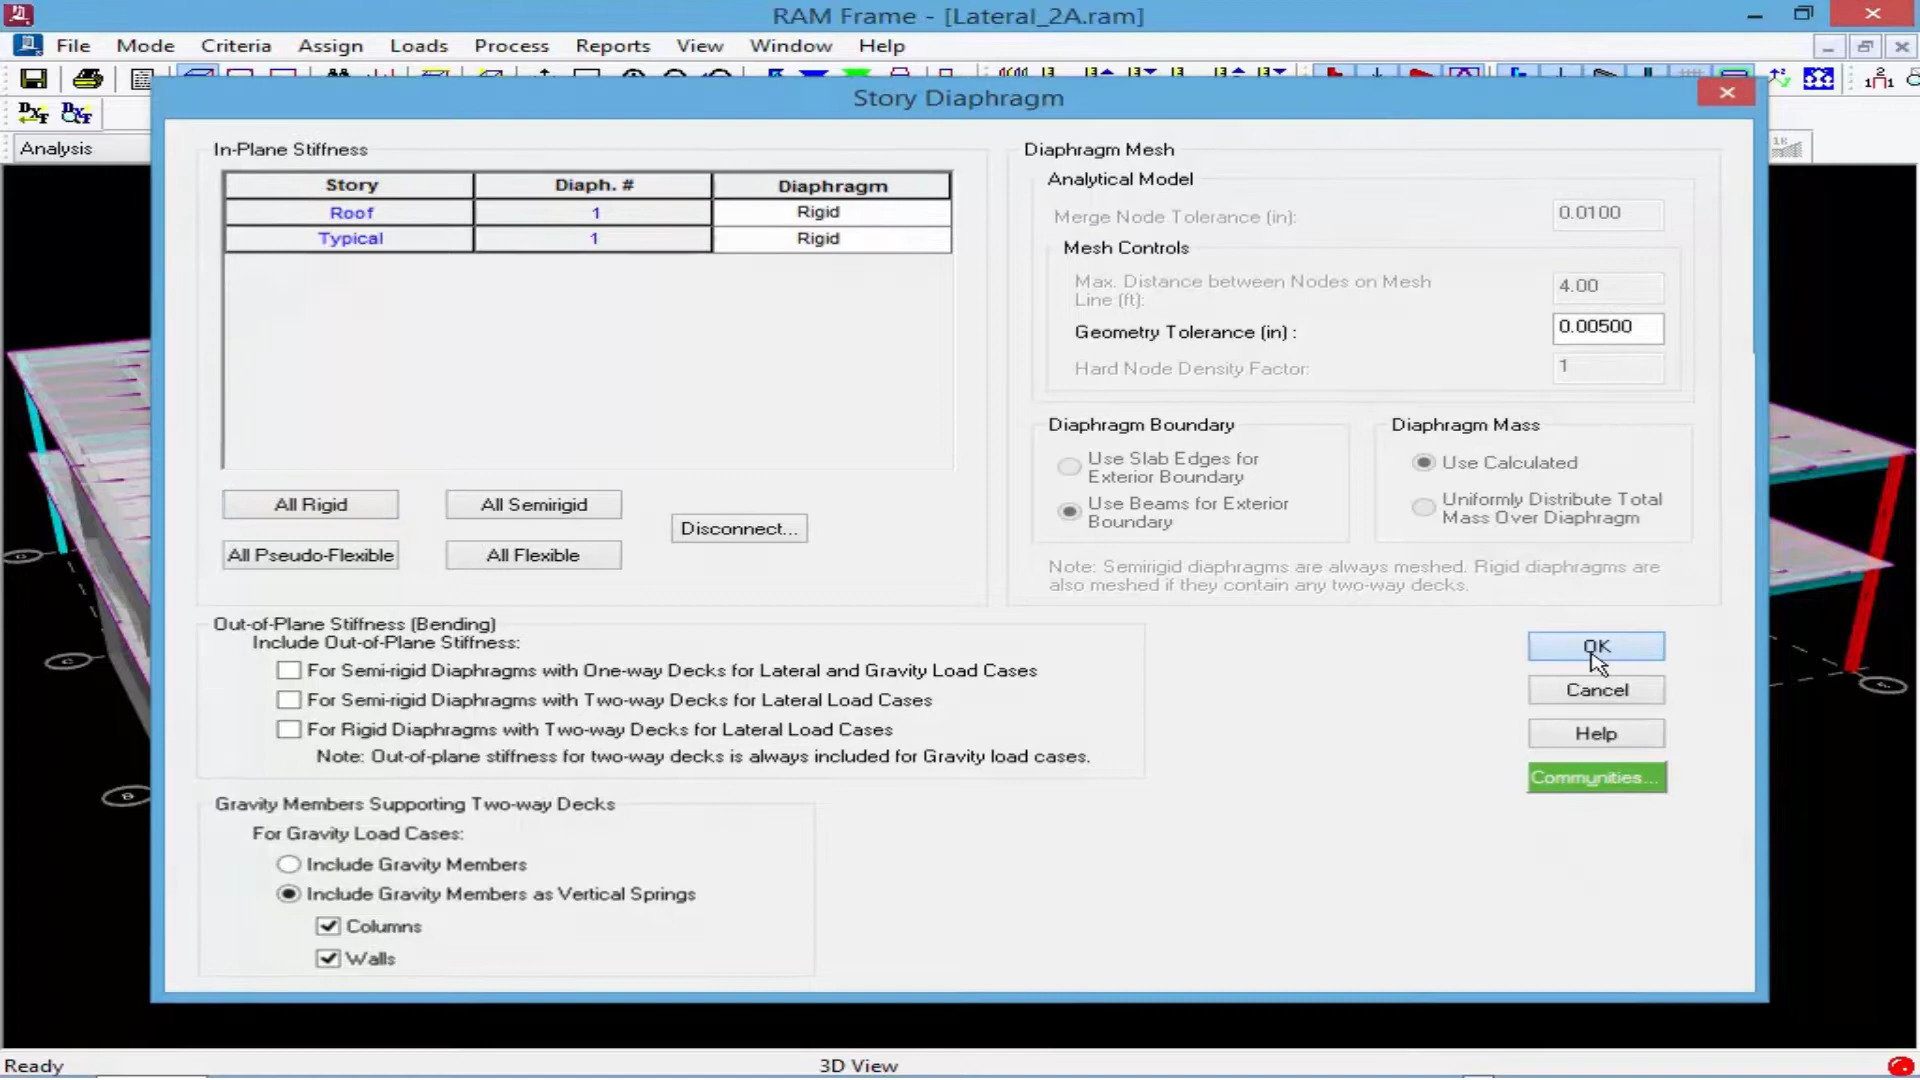 RAM Frame - [Lateral_2A.ram]
File Mode Criteria Assign Loads Process Reports View Window Help
Analysis
Story Diaphragm
In-Plane Stiffness
Story Diaph. # Diaphragm
Roof 1 Rigid
Typical 1 Rigid
All Rigid All Semirigid
Disconnect...
All Pseudo-Flexible All Flexible
Diaphragm Mesh
Analytical Model
Merge Node Tolerance (in): 0.0100
Mesh Controls
Max. Distance between Nodes on Mesh
Line (ft): 4.00
Geometry Tolerance (in) : 0.00500
Hard Node Density Factor: 1
Diaphragm Boundary
Use Slab Edges for
Exterior Boundary
Use Beams for Exterior
Boundary
Diaphragm Mass
Use Calculated
Uniformly Distribute Total
Mass Over Diaphragm
Note: Semirigid diaphragms are always meshed. Rigid diaphragms are
also meshed if they contain any two-way decks.
Out-of-Plane Stiffness (Bending)
Include Out-of-Plane Stiffness:
For Semi-rigid Diaphragms with One-way Decks for Lateral and Gravity Load Cases
For Semi-rigid Diaphragms with Two-way Decks for Lateral Load Cases
For Rigid Diaphragms with Two-way Decks for Lateral Load Cases
Note: Out-of-plane stiffness for two-way decks is always included for Gravity load cases.
Gravity Members Supporting Two-way Decks
For Gravity Load Cases:
Include Gravity Members
Include Gravity Members as Vertical Springs
Columns
Walls
OK
Cancel
Help
Communities...
C
B
Ready 3D View